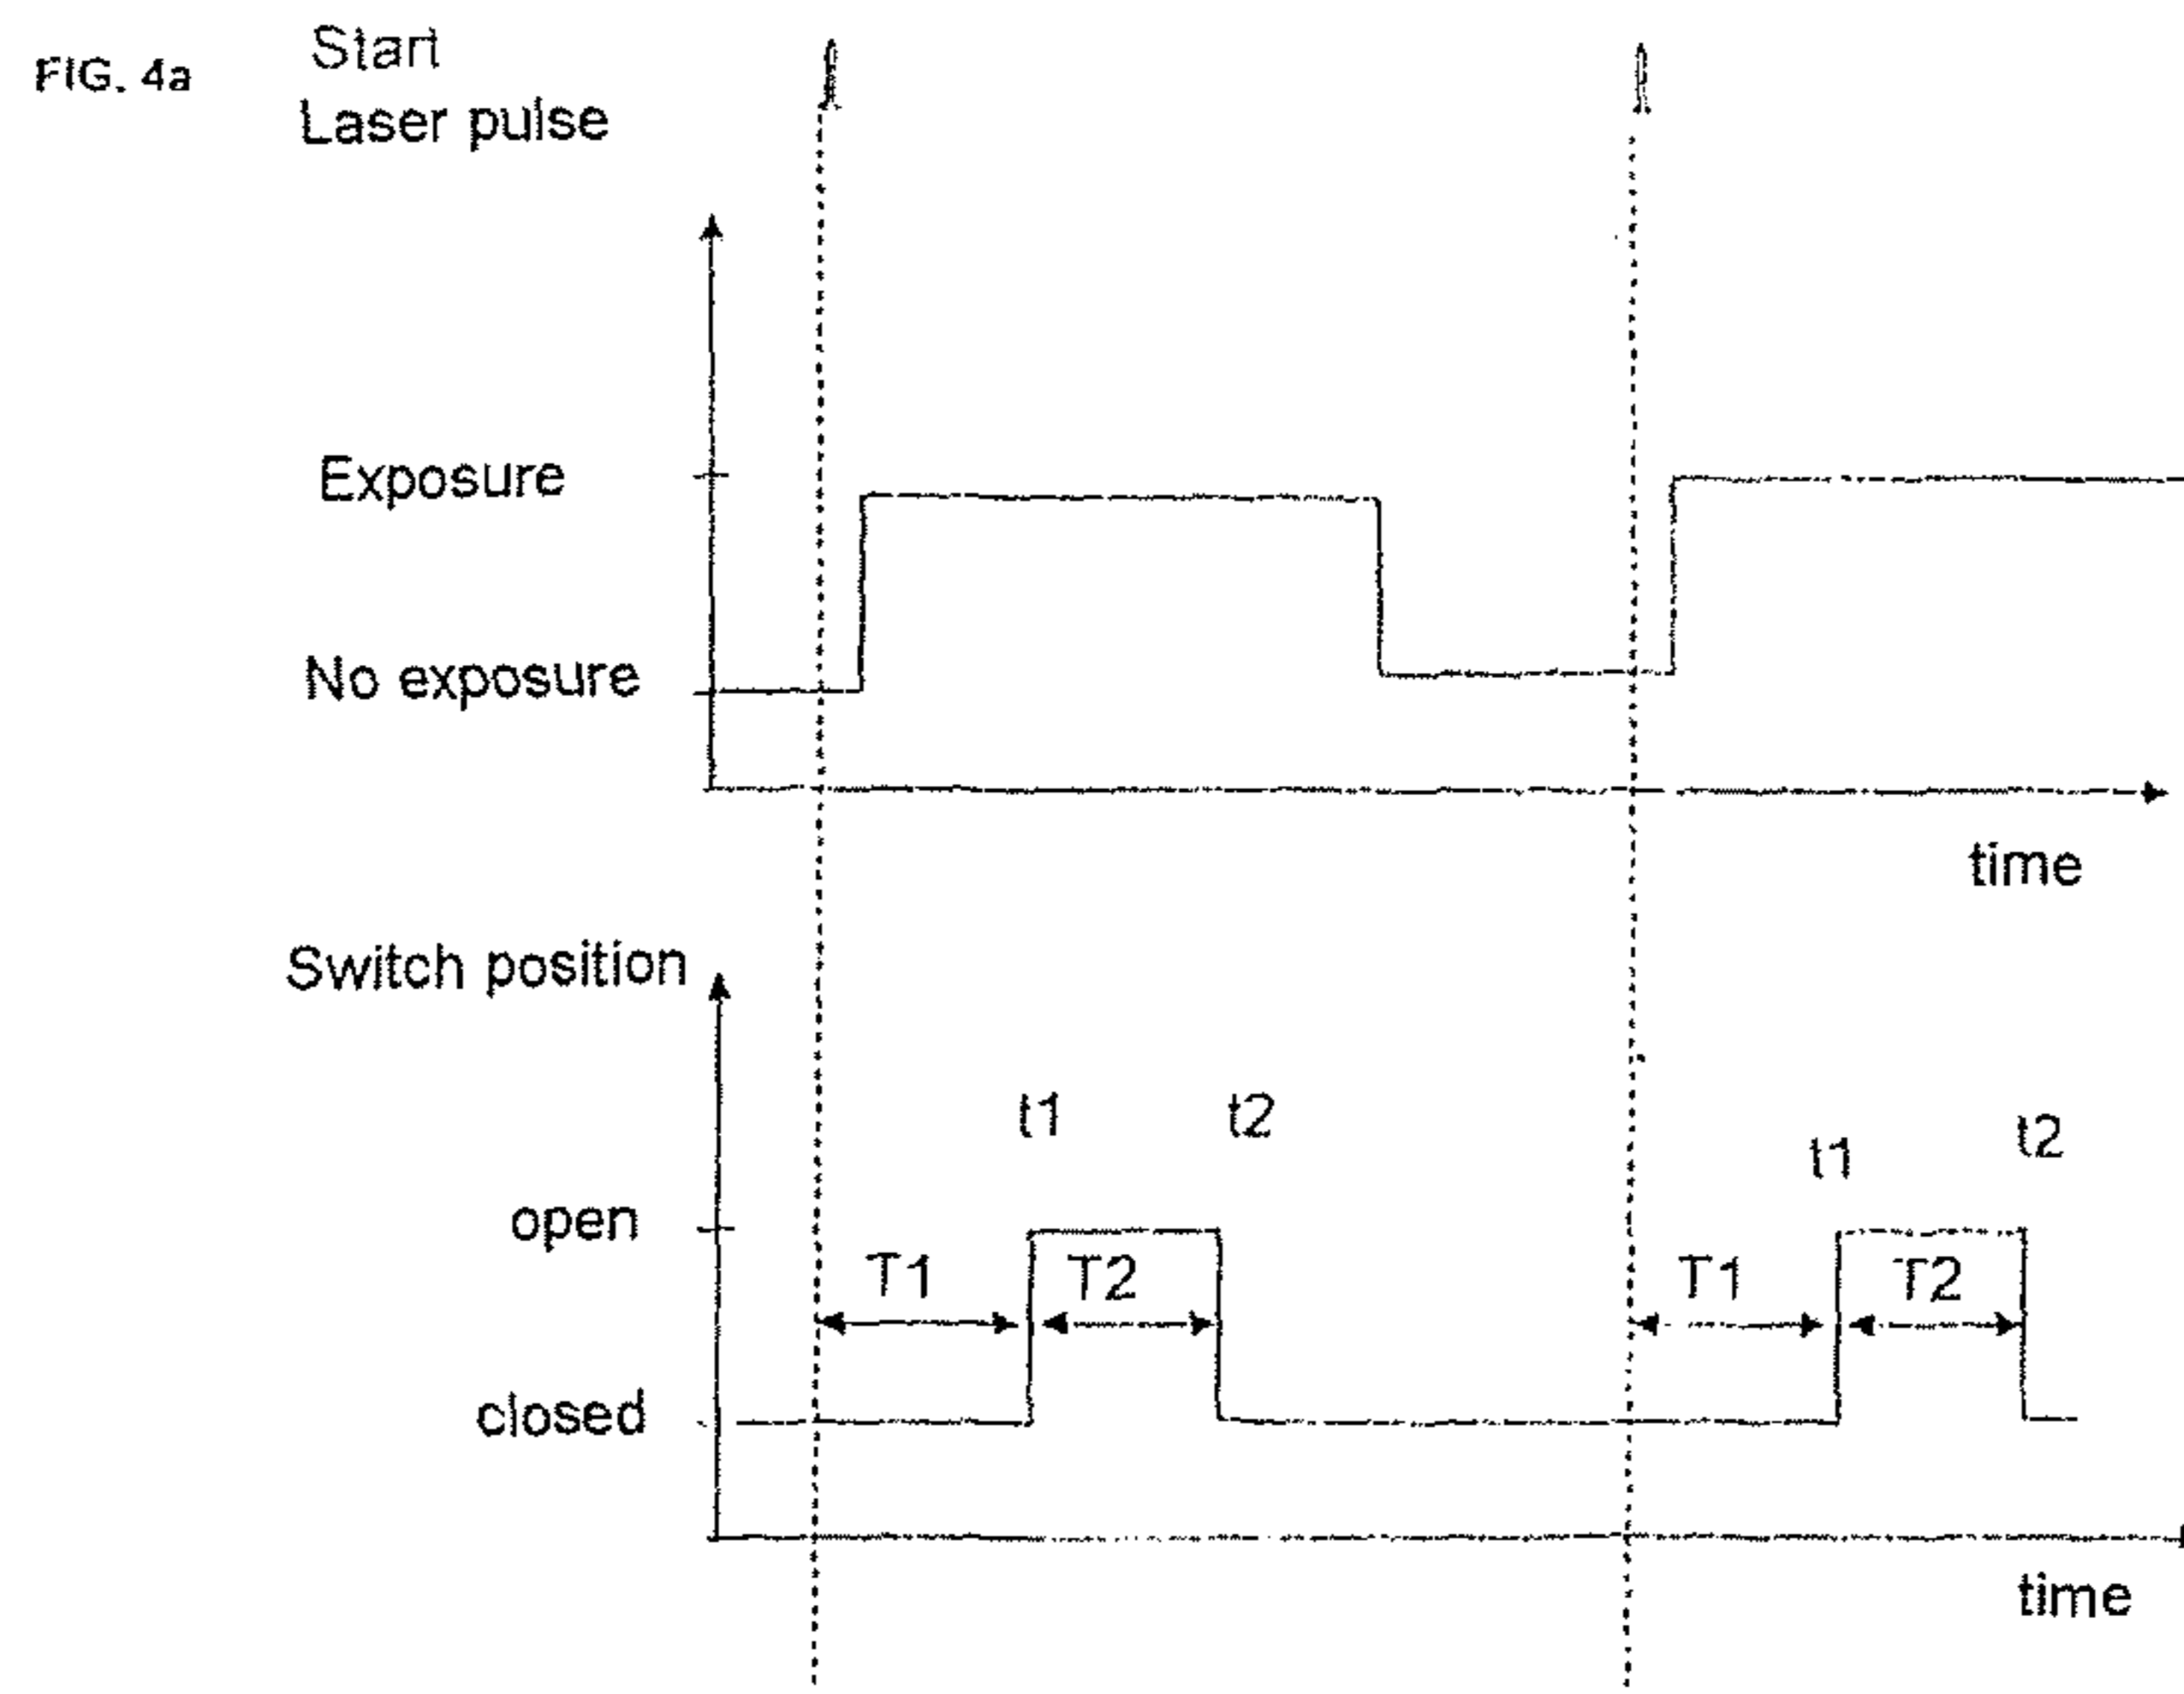 FIG. 4a
Start
Laser pulse
Exposure
No exposure
time
Switch position
t1 t2
t1 t2
open
T1 T2 T1 T2
closed
time